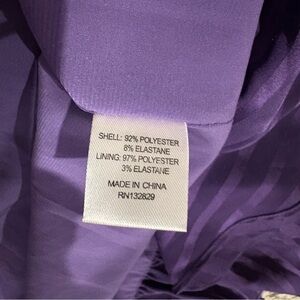 SHELL: 92% POLYESTER
8% ELASTANE
LINING: 97% POLYESTER
3% ELASTANE
MADE IN CHINA
RN132829